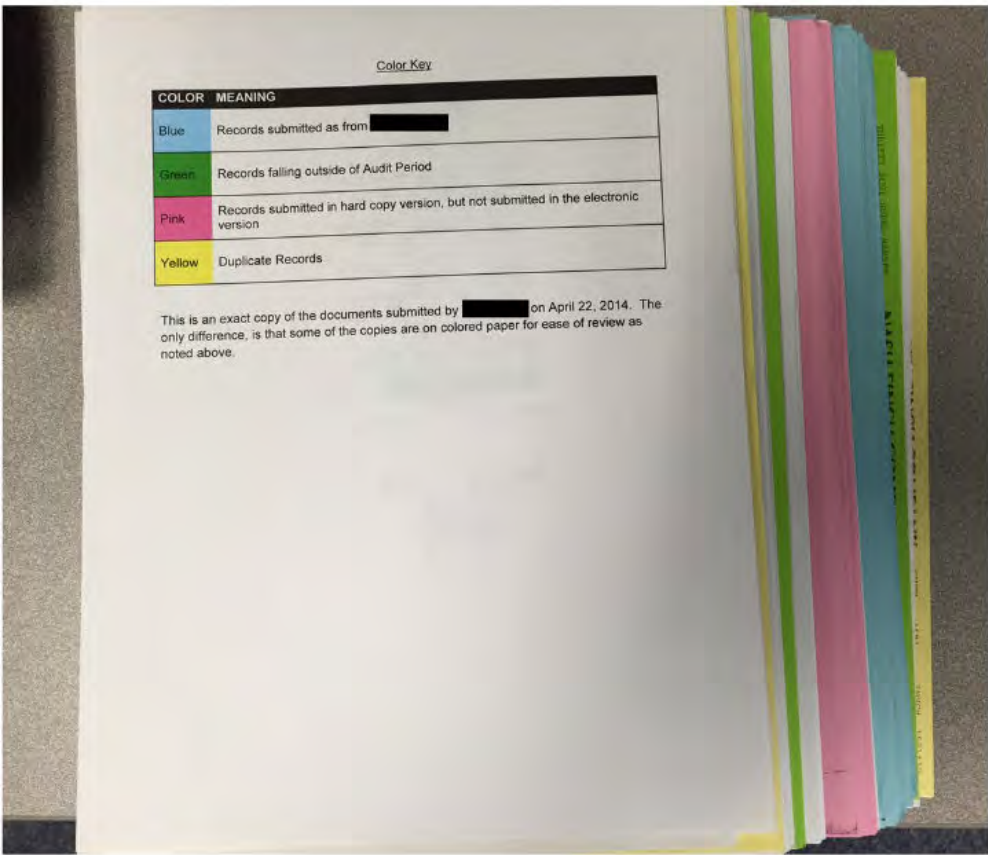 Color Key
COLOR MEANING
Blue Records submitted as from
Green Records falling outside of Audit Period
Pink Records submitted in hard copy version, but not submitted in the electronic
version
Yellow Duplicate Records
This is an exact copy of the documents submitted by on April 22, 2014. The
only difference, is that some of the copies are on colored paper for ease of review as
noted above.